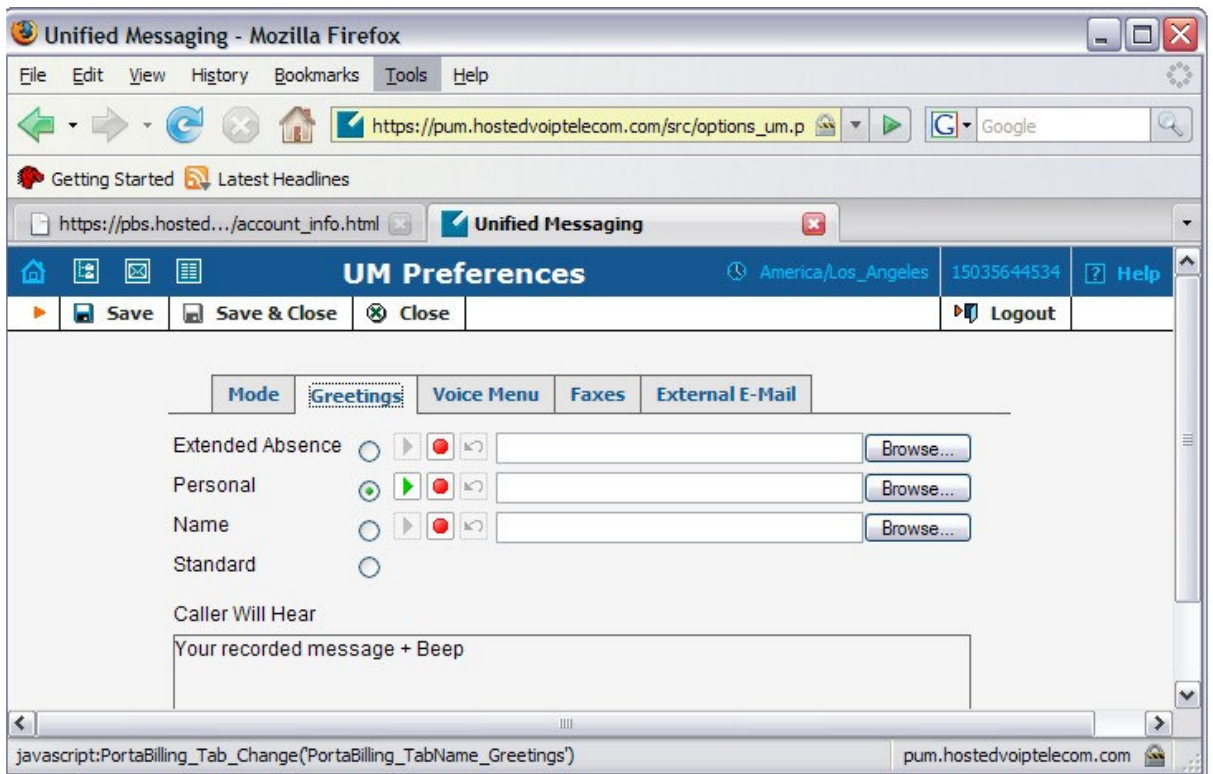 Unified Messaging - Mozilla Firefox
File Edit View History Bookmarks Tools Help
https://pum.hostedvoiptelecom.com/src/options_um.p G Google
Getting Started Latest Headlines
https://pbs.hosted.../account_info.html Unified Messaging
UM Preferences America/Los_Angeles 15035644534 ? Help
Save Save & Close Close Logout
Mode Greetings Voice Menu Faxes External E-Mail
Extended Absence Browse...
Personal Browse...
Name Browse...
Standard
Caller Will Hear
Your recorded message + Beep
javascript:PortaBilling_Tab_Change('PortaBilling_TabName_Greetings') pum.hostedvoiptelecom.com